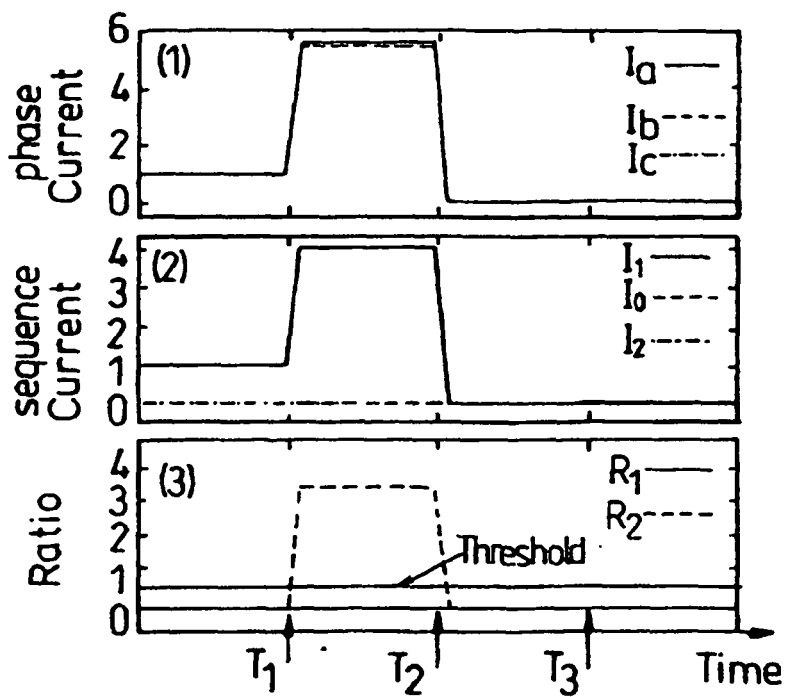 (1)
phase
Current
6
4
2
0
Ia
Ib
Ic
(2)
sequence
Current
4
3
2
1
0
I1
I0
I2
(3)
Ratio
4
3
2
1
0
R1
R2
Threshold
T1
T2
T3
Time